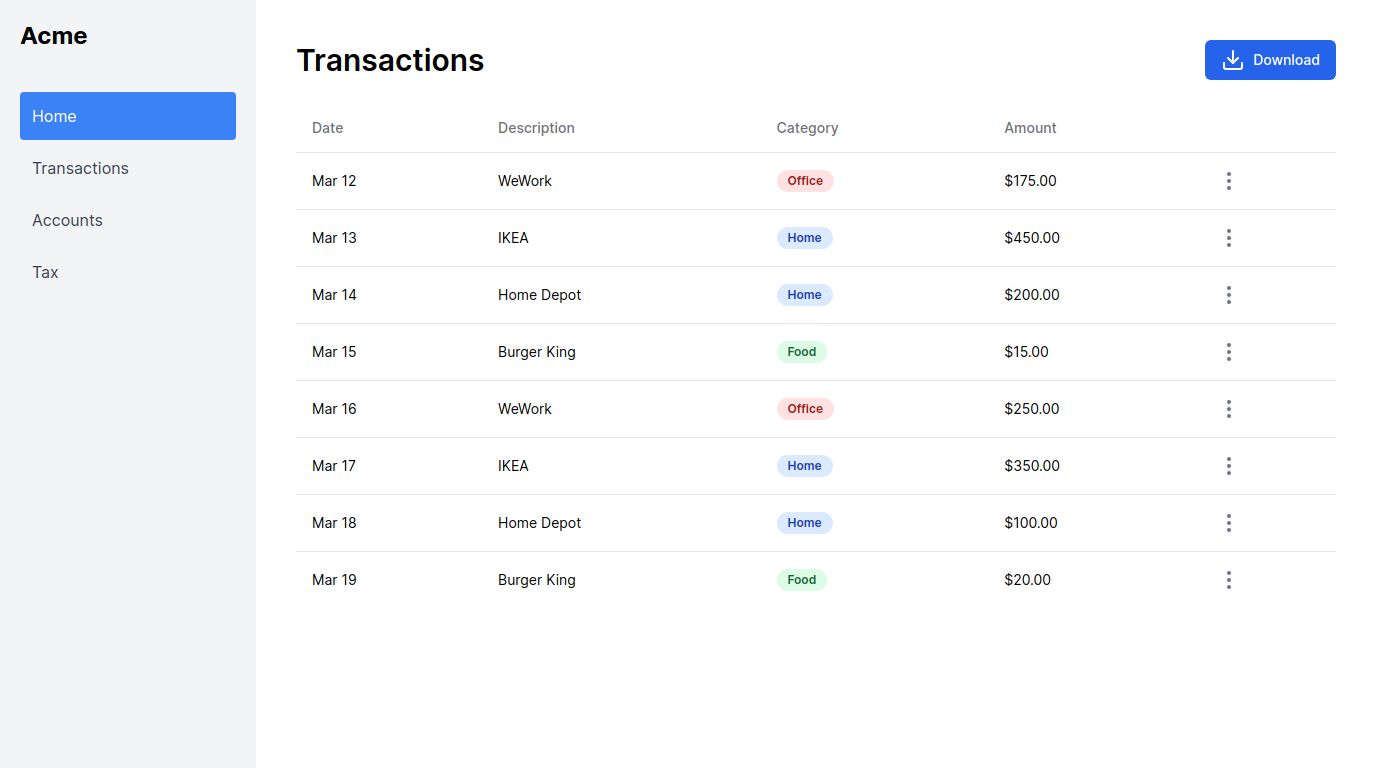 Acme
Home
Transactions
Accounts
Tax
Transactions
Download
Date Description Category Amount
Mar 12 WeWork Office $175.00
Mar 13 IKEA Home $450.00
Mar 14 Home Depot Home $200.00
Mar 15 Burger King Food $15.00
Mar 16 WeWork Office $250.00
Mar 17 IKEA Home $350.00
Mar 18 Home Depot Home $100.00
Mar 19 Burger King Food $20.00